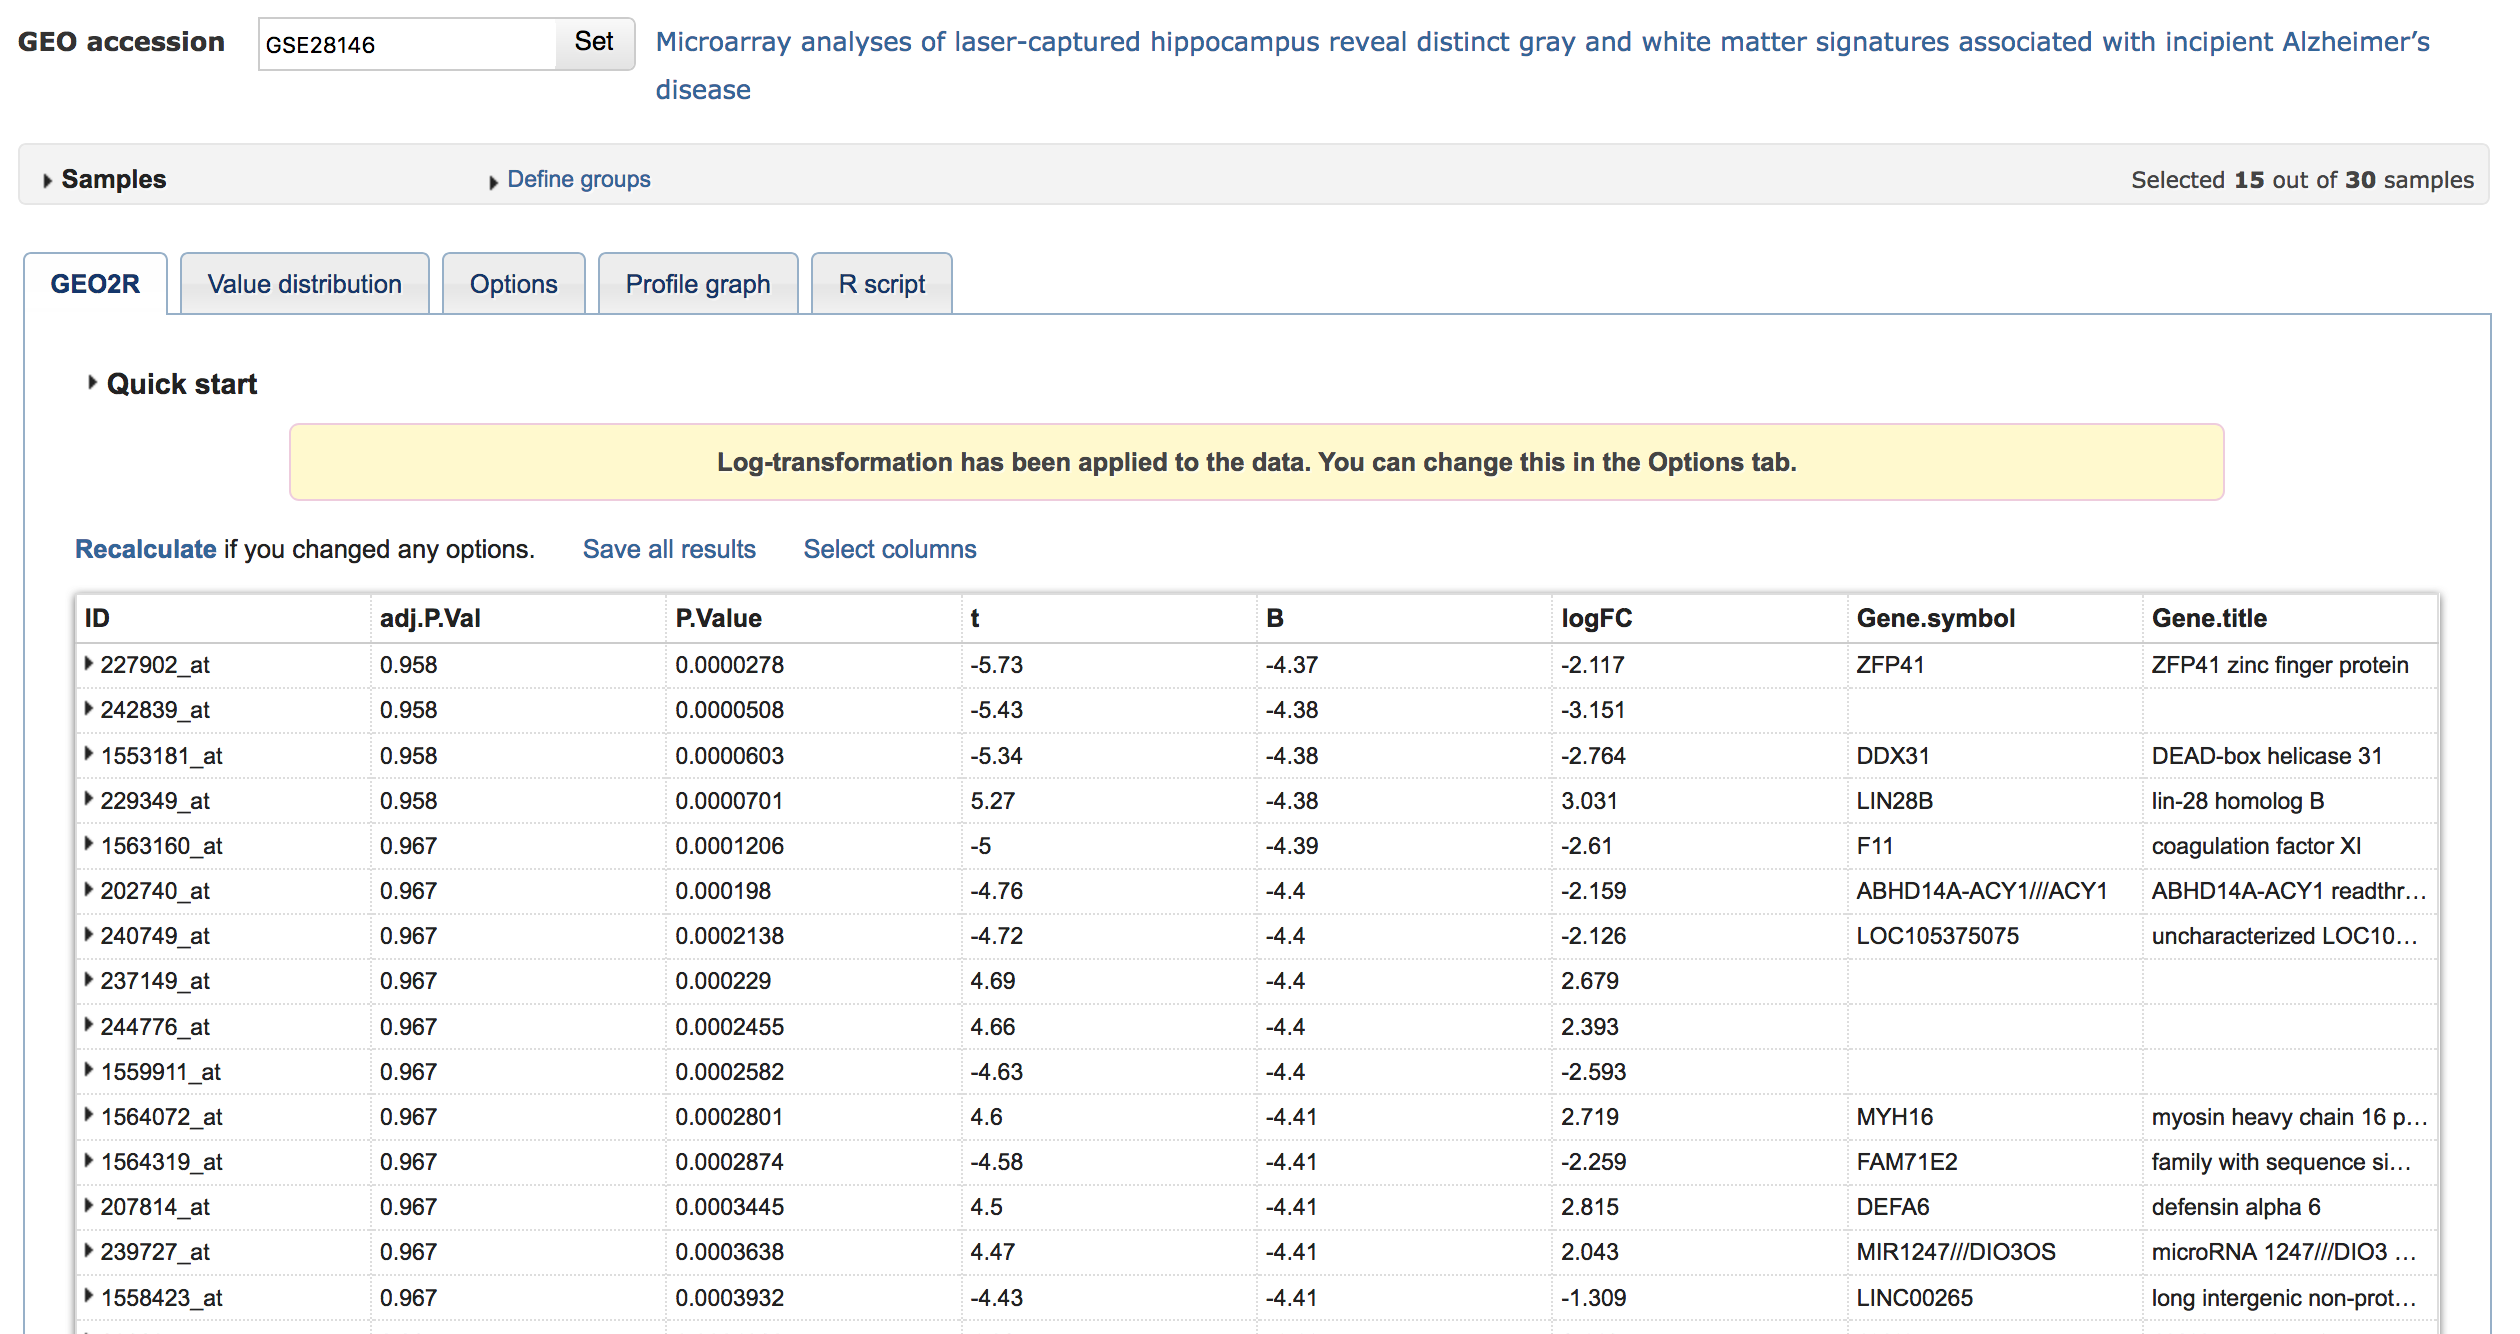 GEO accession GSE28146 Set Microarray analyses of laser-captured hippocampus reveal distinct gray and white matter signatures associated with incipient Alzheimer’s
disease
Samples Define groups Selected 15 out of 30 samples
GEO2R Value distribution Options Profile graph R script
Quick start
Log-transformation has been applied to the data. You can change this in the Options tab.
Recalculate if you changed any options. Save all results Select columns
ID adj.P.Val P.Value t B logFC Gene.symbol Gene.title
227902_at 0.958 0.0000278 -5.73 -4.37 -2.117 ZFP41 ZFP41 zinc finger protein
242839_at 0.958 0.0000508 -5.43 -4.38 -3.151
1553181_at 0.958 0.0000603 -5.34 -4.38 -2.764 DDX31 DEAD-box helicase 31
229349_at 0.958 0.0000701 5.27 -4.38 3.031 LIN28B lin-28 homolog B
1563160_at 0.967 0.0001206 -5 -4.39 -2.61 F11 coagulation factor XI
202740_at 0.967 0.000198 -4.76 -4.4 -2.159 ABHD14A-ACY1///ACY1 ABHD14A-ACY1 readthr...
240749_at 0.967 0.0002138 -4.72 -4.4 -2.126 LOC105375075 uncharacterized LOC10...
237149_at 0.967 0.000229 4.69 -4.4 2.679
244776_at 0.967 0.0002455 4.66 -4.4 2.393
1559911_at 0.967 0.0002582 -4.63 -4.4 -2.593
1564072_at 0.967 0.0002801 4.6 -4.41 2.719 MYH16 myosin heavy chain 16 p...
1564319_at 0.967 0.0002874 -4.58 -4.41 -2.259 FAM71E2 family with sequence si...
207814_at 0.967 0.0003445 4.5 -4.41 2.815 DEFA6 defensin alpha 6
239727_at 0.967 0.0003638 4.47 -4.41 2.043 MIR1247///DIO3OS microRNA 1247///DIO3 ...
1558423_at 0.967 0.0003932 -4.43 -4.41 -1.309 LINC00265 long intergenic non-prot...